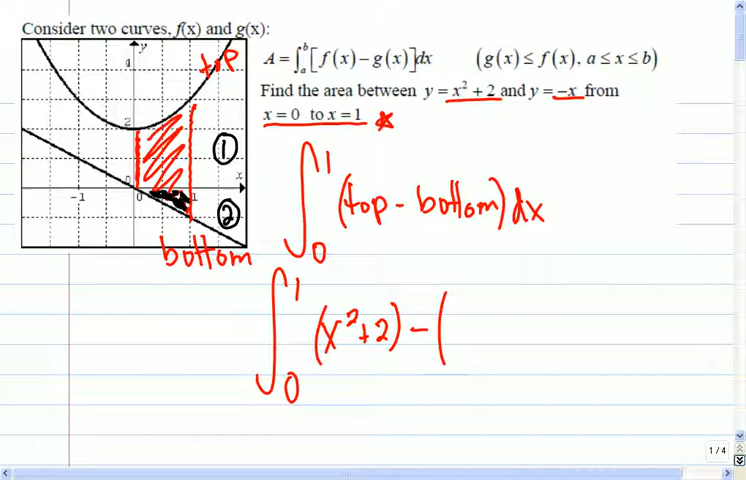 Consider two curves, f(x) and g(x):
A = ∫_a^b [f(x) − g(x)]dx (g(x) ≤ f(x), a ≤ x ≤ b)
Find the area between y = x² + 2 and y = −x from
x = 0 to x = 1 *
y
4
top
2
①
0
x
−1
0
1
②
bottom
∫_0^1 (top - bottom) dx
∫_0^1 (x²+2) - (
1 / 4